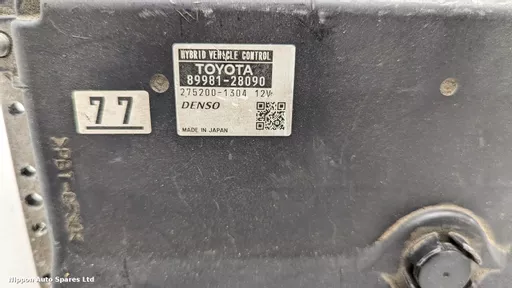 HYBRID VEHICLE CONTROL
TOYOTA
89981-28090
275200-1304 12V
DENSO
MADE IN JAPAN
77
Nippon Auto Spares Ltd